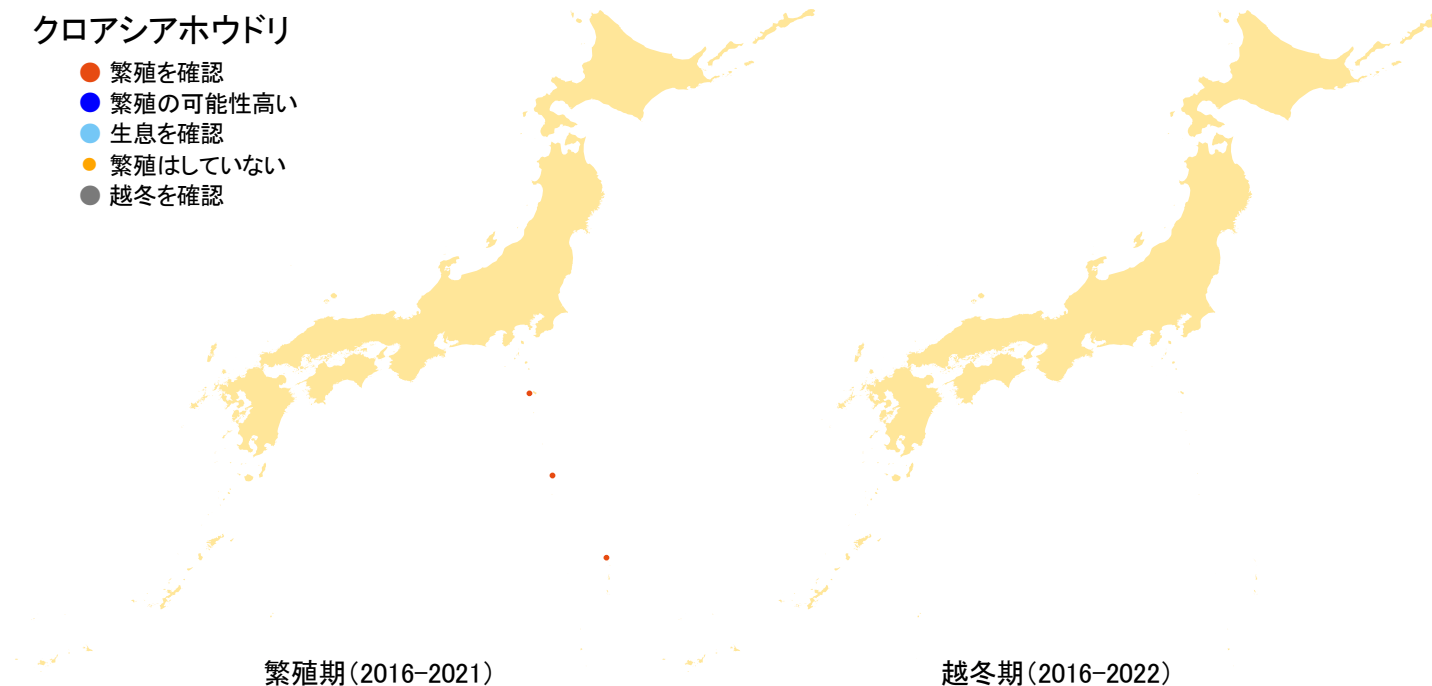 クロアシアホウドリ
繁殖を確認
繁殖の可能性高い
生息を確認
繁殖はしていない
越冬を確認
繁殖期（2016-2021）
越冬期（2016-2022）